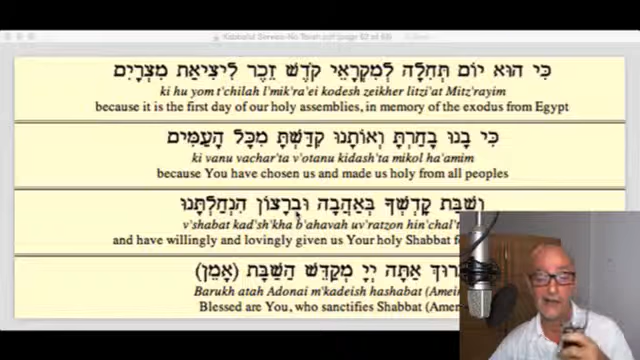 Kabbalat Service-No Torah.pdf (page 62 of 63)
כִּי הוּא יוֹם תְּחִלָּה לְמִקְרָאֵי קֹדֶשׁ זֵכֶר לִיצִיאַת מִצְרָיִם
ki hu yom t'chilah l'mik'ra'ei kodesh zeikher litzi'at Mitz'rayim
because it is the first day of our holy assemblies, in memory of the exodus from Egypt
כִּי בָנוּ בָחַרְתָּ וְאוֹתָנוּ קִדַּשְׁתָּ מִכָּל הָעַמִּים
ki vanu vachar'ta v'otanu kidash'ta mikol ha'amim
because You have chosen us and made us holy from all peoples
וְשַׁבַּת קָדְשְׁךָ בְּאַהֲבָה וּבְרָצוֹן הִנְחַלְתָּנוּ
v'shabat kad'sh'kha b'ahavah uv'ratzon hin'chal't
and have willingly and lovingly given us Your holy Shabbat
אַתָּה יְיָ מְקַדֵּשׁ הַשַּׁבָּת (אָמֵן)
Barukh atah Adonai m'kadeish hashabat (Amei
Blessed are You, who sanctifies Shabbat (Amen